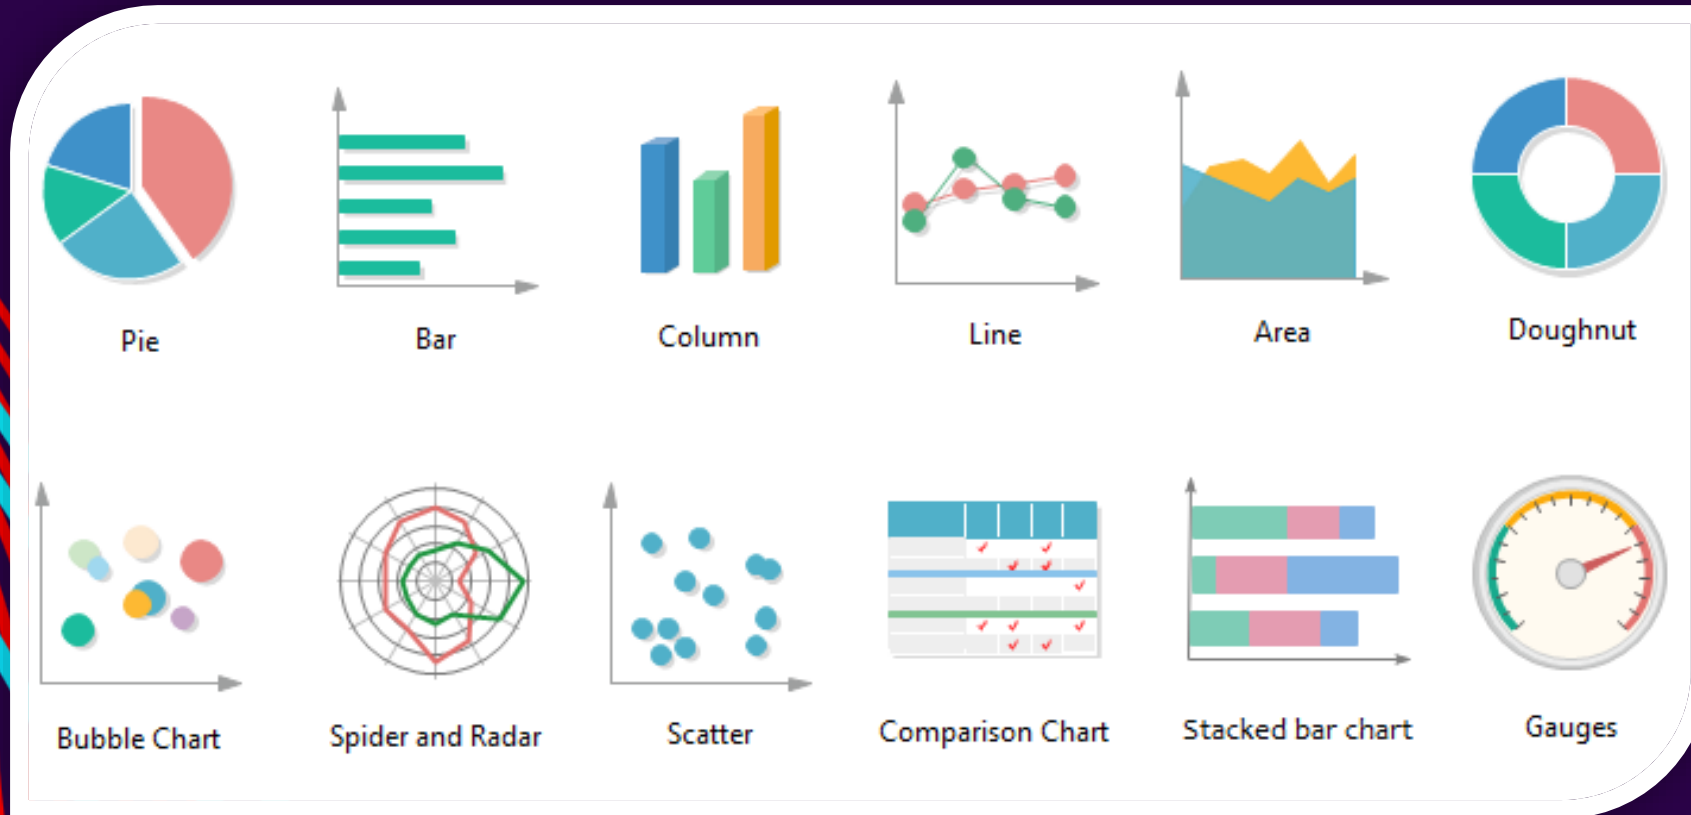 Pie
Bar
Column
Line
Area
Doughnut
Bubble Chart
Spider and Radar
Scatter
Comparison Chart
Stacked bar chart
Gauges